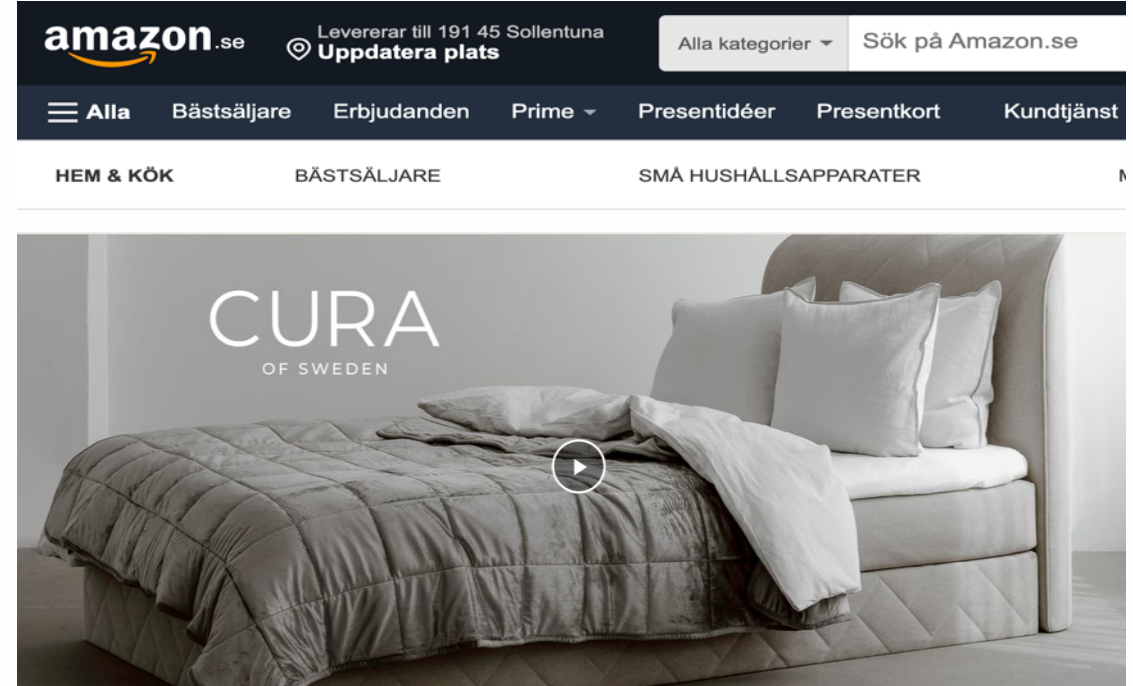 amazon.se
Levererar till 191 45 Sollentuna
Uppdatera plats
Alla kategorier
Sök på Amazon.se
Alla
Bästsäljare
Erbjudanden
Prime
Presentidéer
Presentkort
Kundtjänst
HEM & KÖK
BÄSTSÄLJARE
SMÅ HUSHÅLLSAPPARATER
CURA
OF SWEDEN